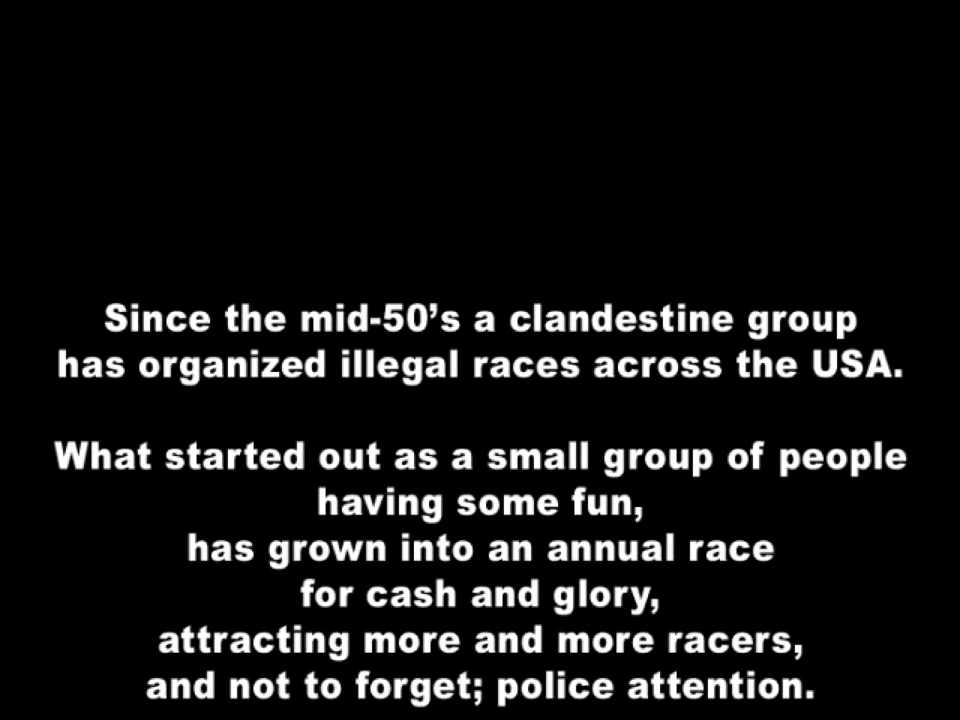 Since the mid-50’s a clandestine group
has organized illegal races across the USA.
What started out as a small group of people
having some fun,
has grown into an annual race
for cash and glory,
attracting more and more racers,
and not to forget; police attention.